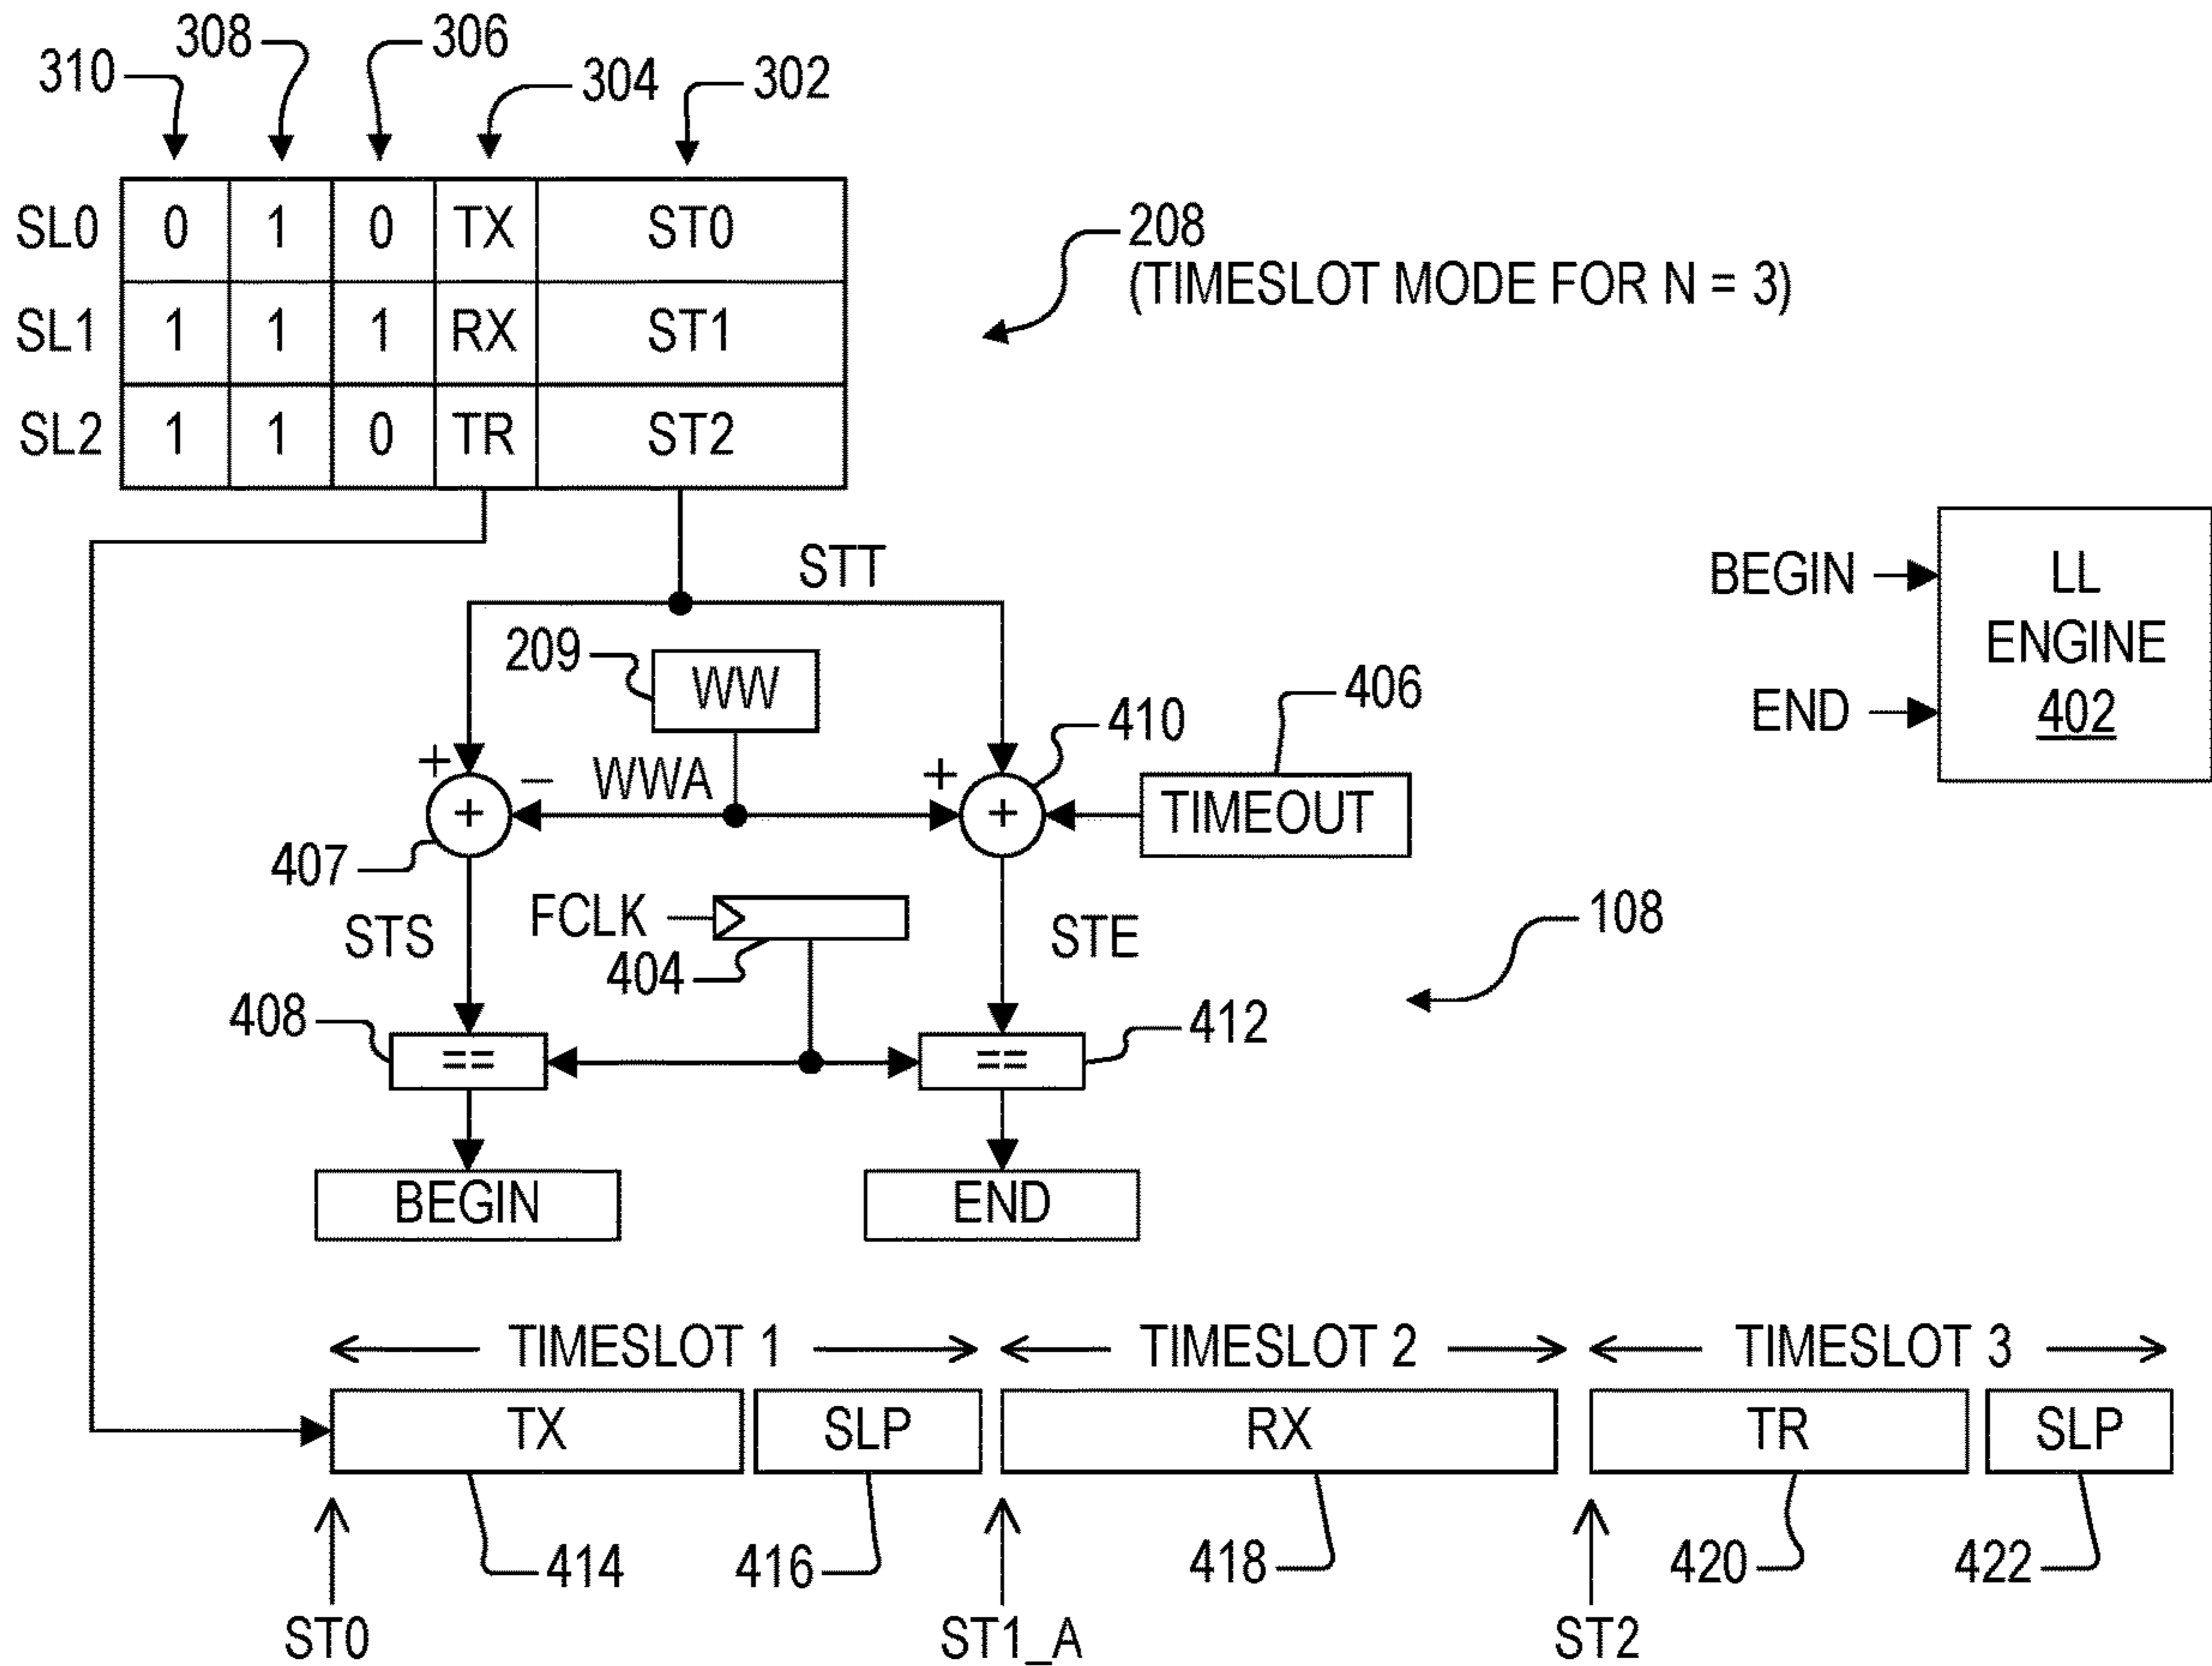 310 308 306 304 302
SL0 0 1 0 TX ST0
SL1 1 1 1 RX ST1
SL2 1 1 0 TR ST2
208
(TIMESLOT MODE FOR N = 3)
STT
BEGIN
END
LL
ENGINE
402
209
WW
406
410
+ − WWA +
+ + TIMEOUT
407
FCLK
404
STS STE
108
408 == == 412
BEGIN END
TIMESLOT 1 TIMESLOT 2 TIMESLOT 3
TX SLP RX TR SLP
414 416 418 420 422
ST0 ST1_A ST2